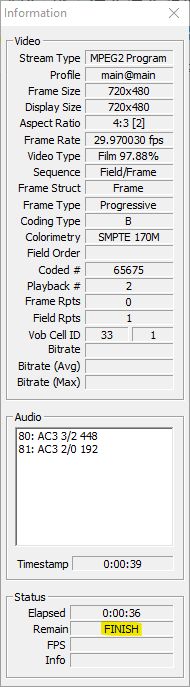 Information
Video
Stream Type MPEG2 Program
Profile main@main
Frame Size 720x480
Display Size 720x480
Aspect Ratio 4:3 [2]
Frame Rate 29.970030 fps
Video Type Film 97.88%
Sequence Field/Frame
Frame Struct Frame
Frame Type Progressive
Coding Type B
Colorimetry SMPTE 170M
Field Order
Coded # 65675
Playback # 2
Frame Rpts 0
Field Rpts 1
Vob Cell ID 33 1
Bitrate
Bitrate (Avg)
Bitrate (Max)
Audio
80: AC3 3/2 448
81: AC3 2/0 192
Timestamp 0:00:39
Status
Elapsed 0:00:36
Remain FINISH
FPS
Info